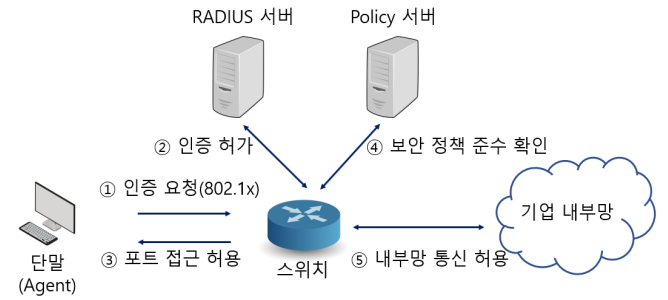 RADIUS 서버
Policy 서버
② 인증 허가
④ 보안 정책 준수 확인
① 인증 요청(802.1x)
기업 내부망
③ 포트 접근 허용
⑤ 내부망 통신 허용
단말
(Agent)
스위치